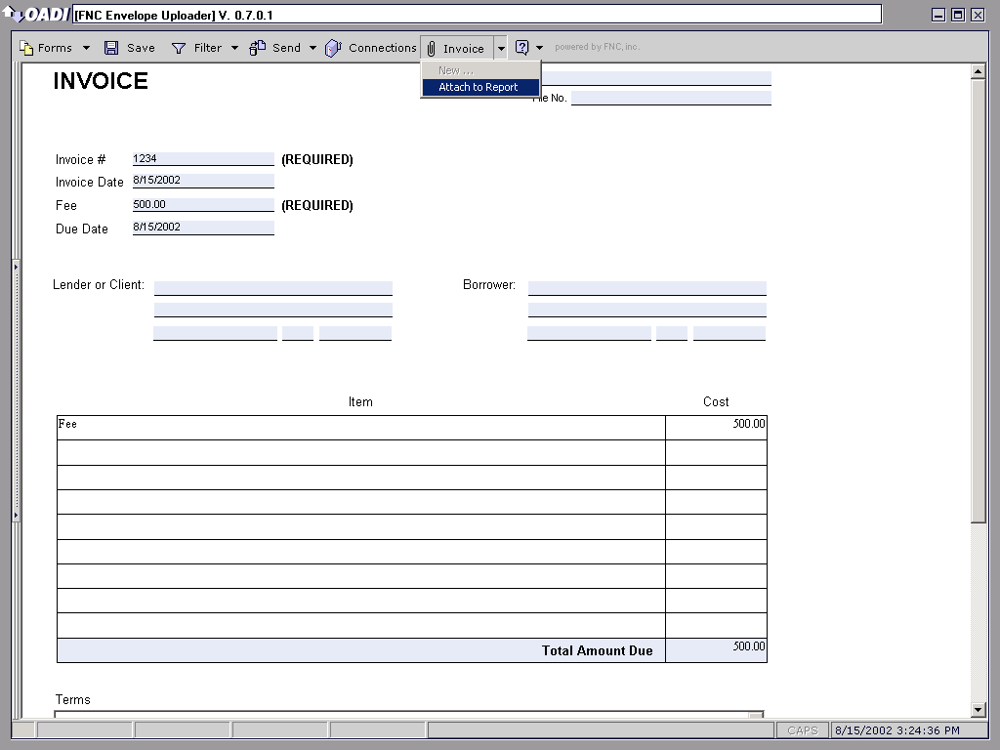 OADI [FNC Envelope Uploader] V. 0.7.0.1
Forms Save Filter Send Connections Invoice powered by FNC, inc.
New ...
Attach to Report
INVOICE
File No.
Invoice # 1234 (REQUIRED)
Invoice Date 8/15/2002
Fee 500.00 (REQUIRED)
Due Date 8/15/2002
Lender or Client: Borrower:
Item Cost
Fee 500.00
Total Amount Due 500.00
Terms
CAPS 8/15/2002 3:24:36 PM